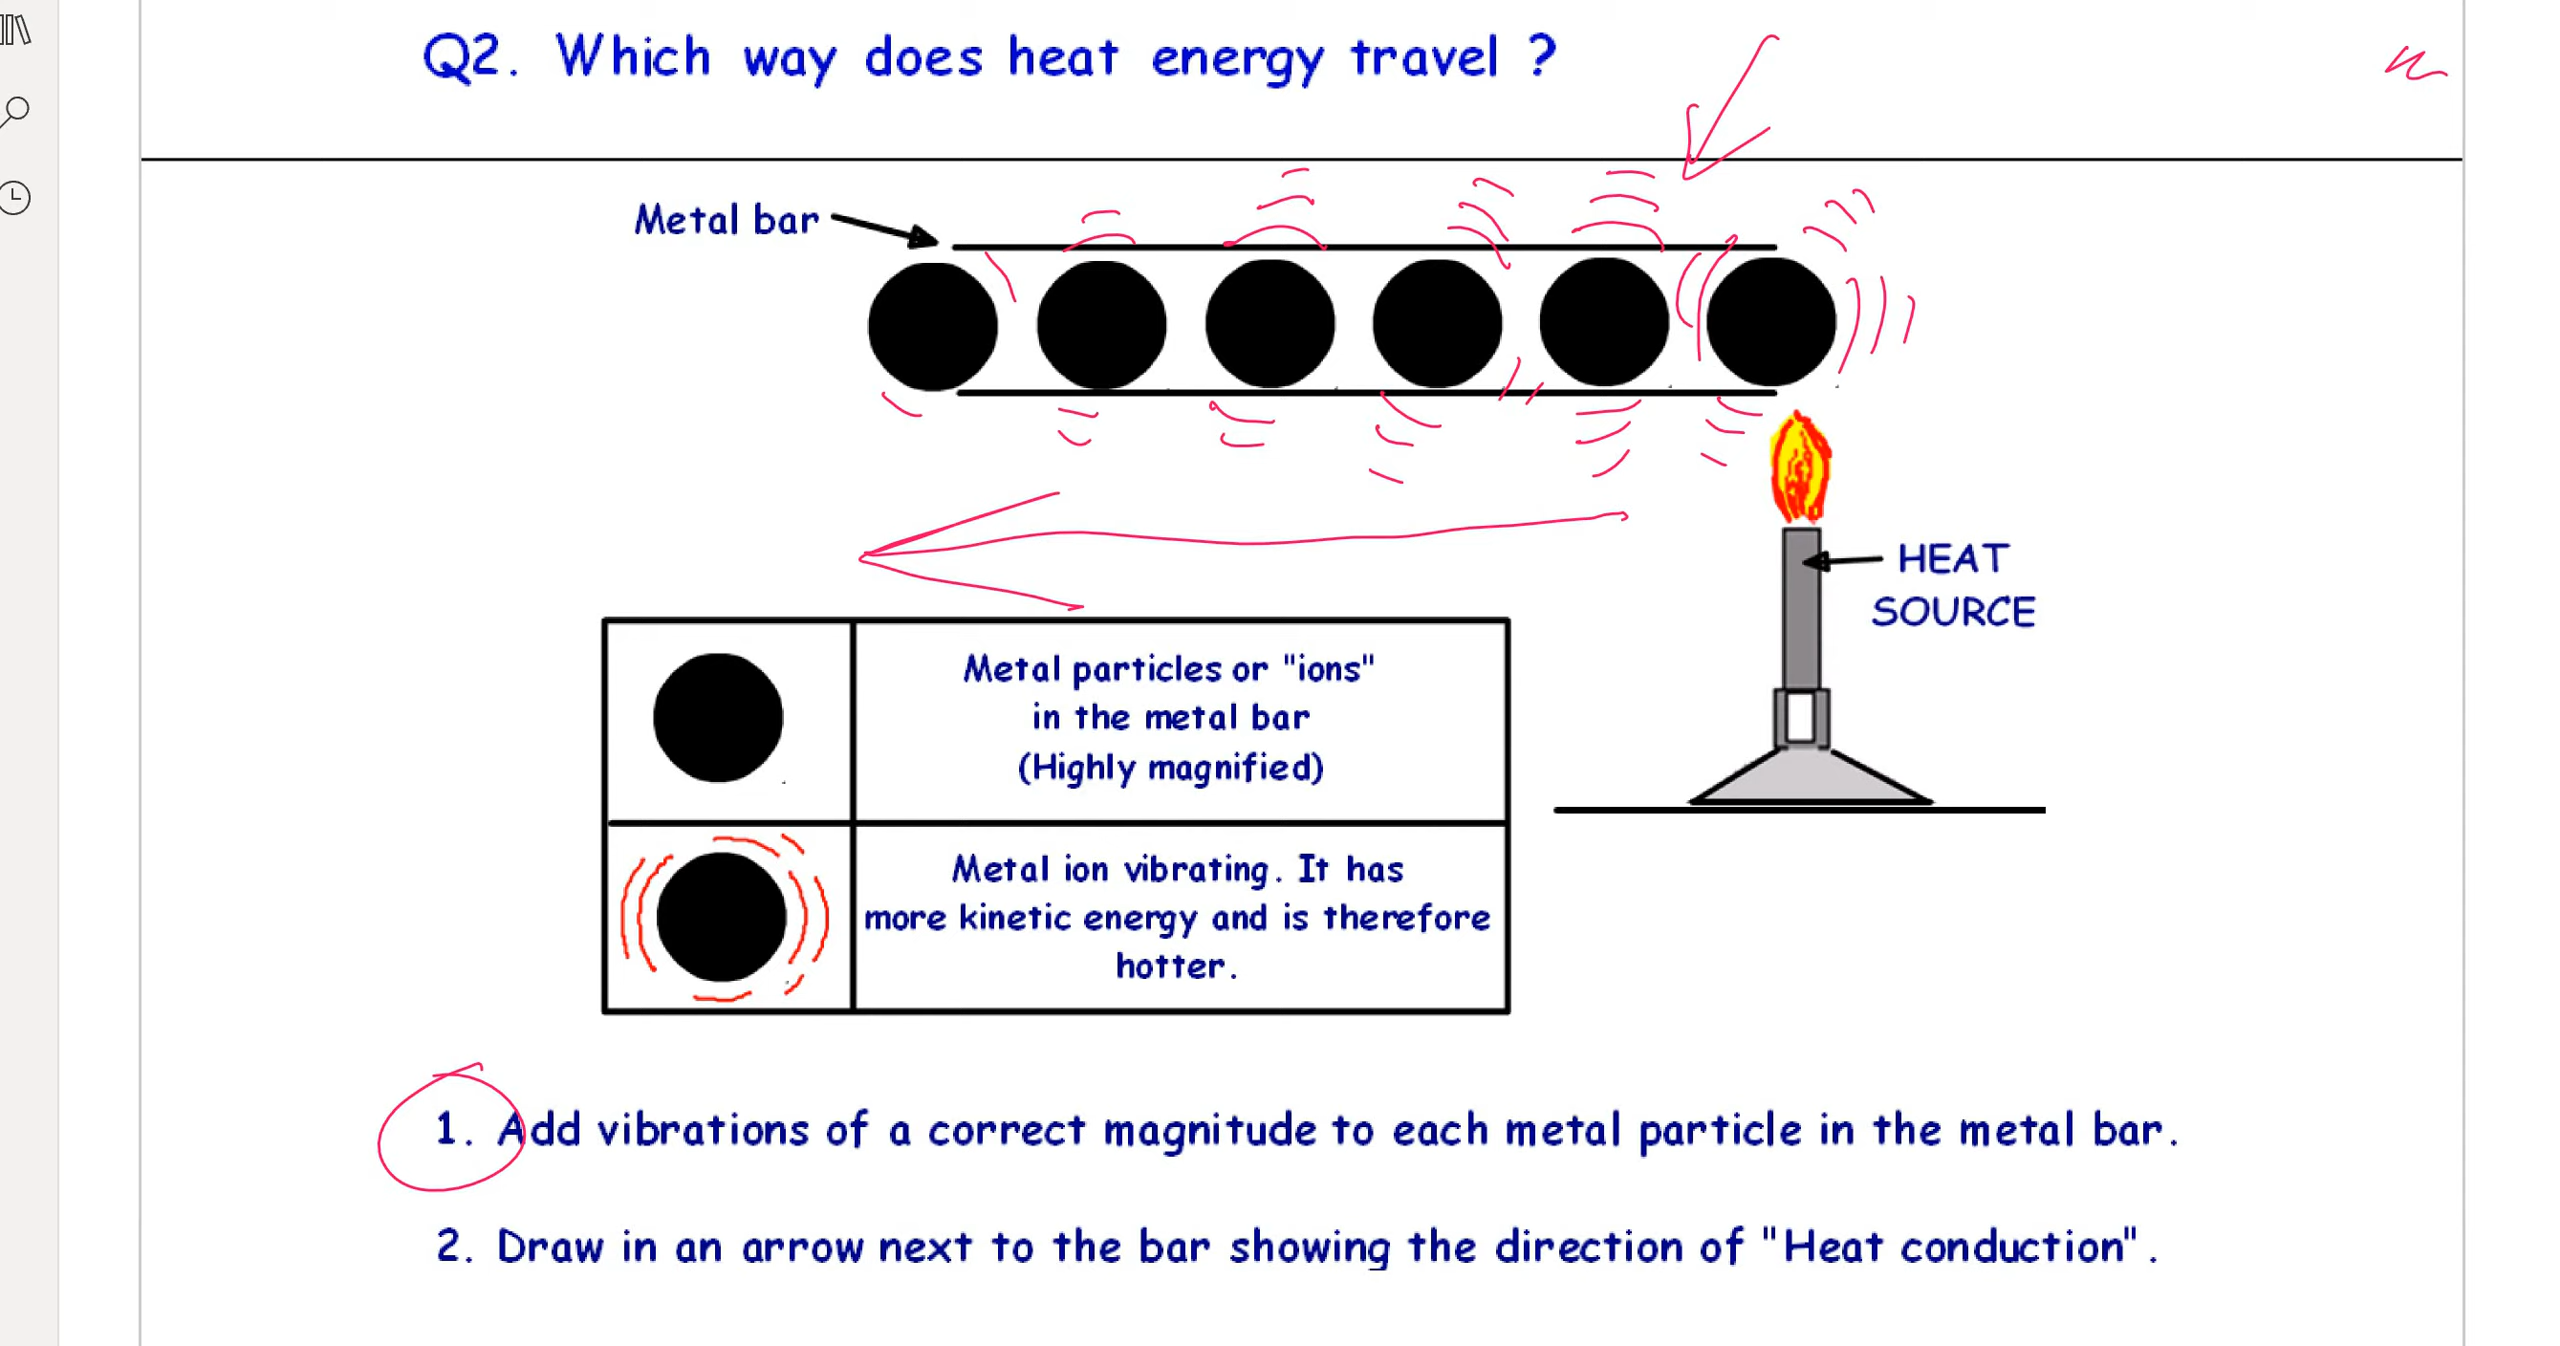 Q2. Which way does heat energy travel ?
Metal bar
HEAT
SOURCE
Metal particles or "ions"
in the metal bar
(Highly magnified)
Metal ion vibrating. It has
more kinetic energy and is therefore
hotter.
1. Add vibrations of a correct magnitude to each metal particle in the metal bar.
2. Draw in an arrow next to the bar showing the direction of "Heat conduction".